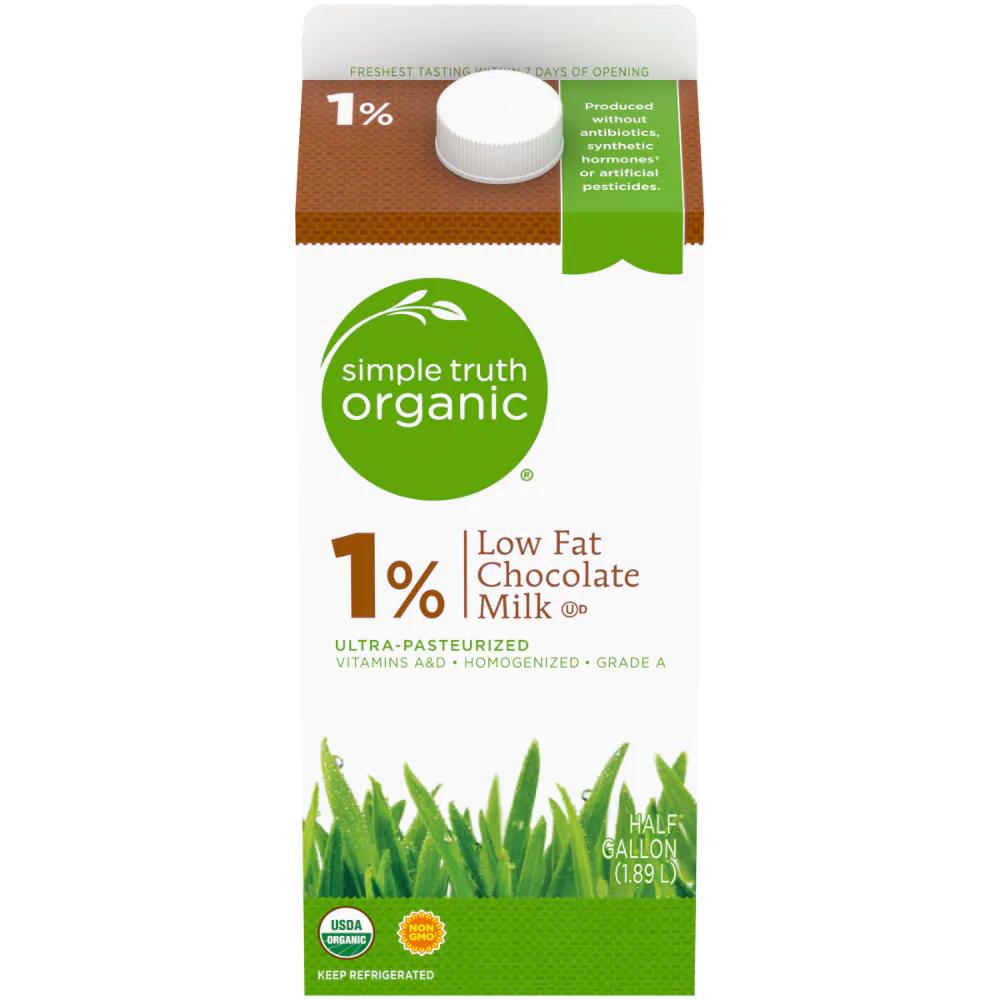 FRESHEST TASTING WITHIN 7 DAYS OF OPENING
1%
Produced
without
antibiotics,
synthetic
hormones†
or artificial
pesticides.
simple truth
organic
®
1%
Low Fat
Chocolate
Milk ⓊD
ULTRA-PASTEURIZED
VITAMINS A&D • HOMOGENIZED • GRADE A
HALF
GALLON
(1.89 L)
USDA
ORGANIC
NON
GMO
KEEP REFRIGERATED